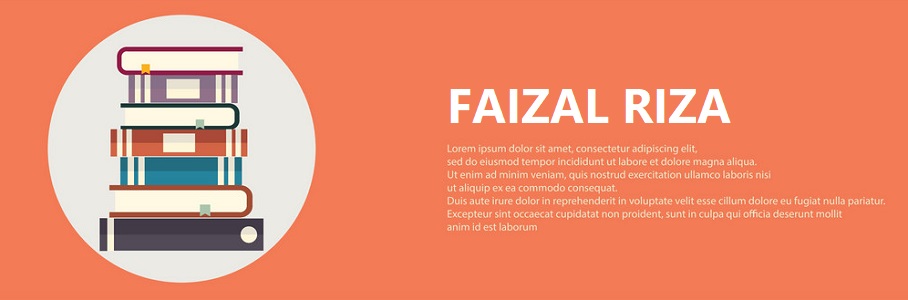 FAIZAL RIZA
Lorem ipsum dolor sit amet, consectetur adipiscing elit,
sed do eiusmod tempor incididunt ut labore et dolore magna aliqua.
Ut enim ad minim veniam, quis nostrud exercitation ullamco laboris nisi
ut aliquip ex ea commodo consequat.
Duis aute irure dolor in reprehenderit in voluptate velit esse cillum dolore eu fugiat nulla pariatur.
Excepteur sint occaecat cupidatat non proident, sunt in culpa qui officia deserunt mollit
anim id est laborum